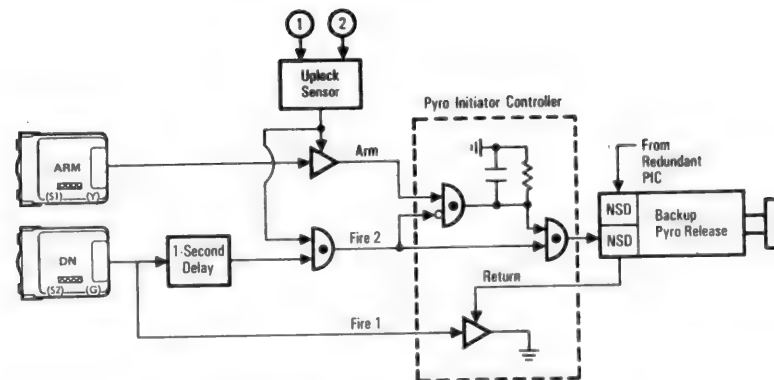 1
2
Uplock
Sensor
Pyro Initiator Controller
ARM
(S1) (Y)
Arm
From
Redundant
PIC
NSD
NSD
Backup
Pyro Release
DN
(S2) (G)
1-Second
Delay
Fire 2
Return
Fire 1